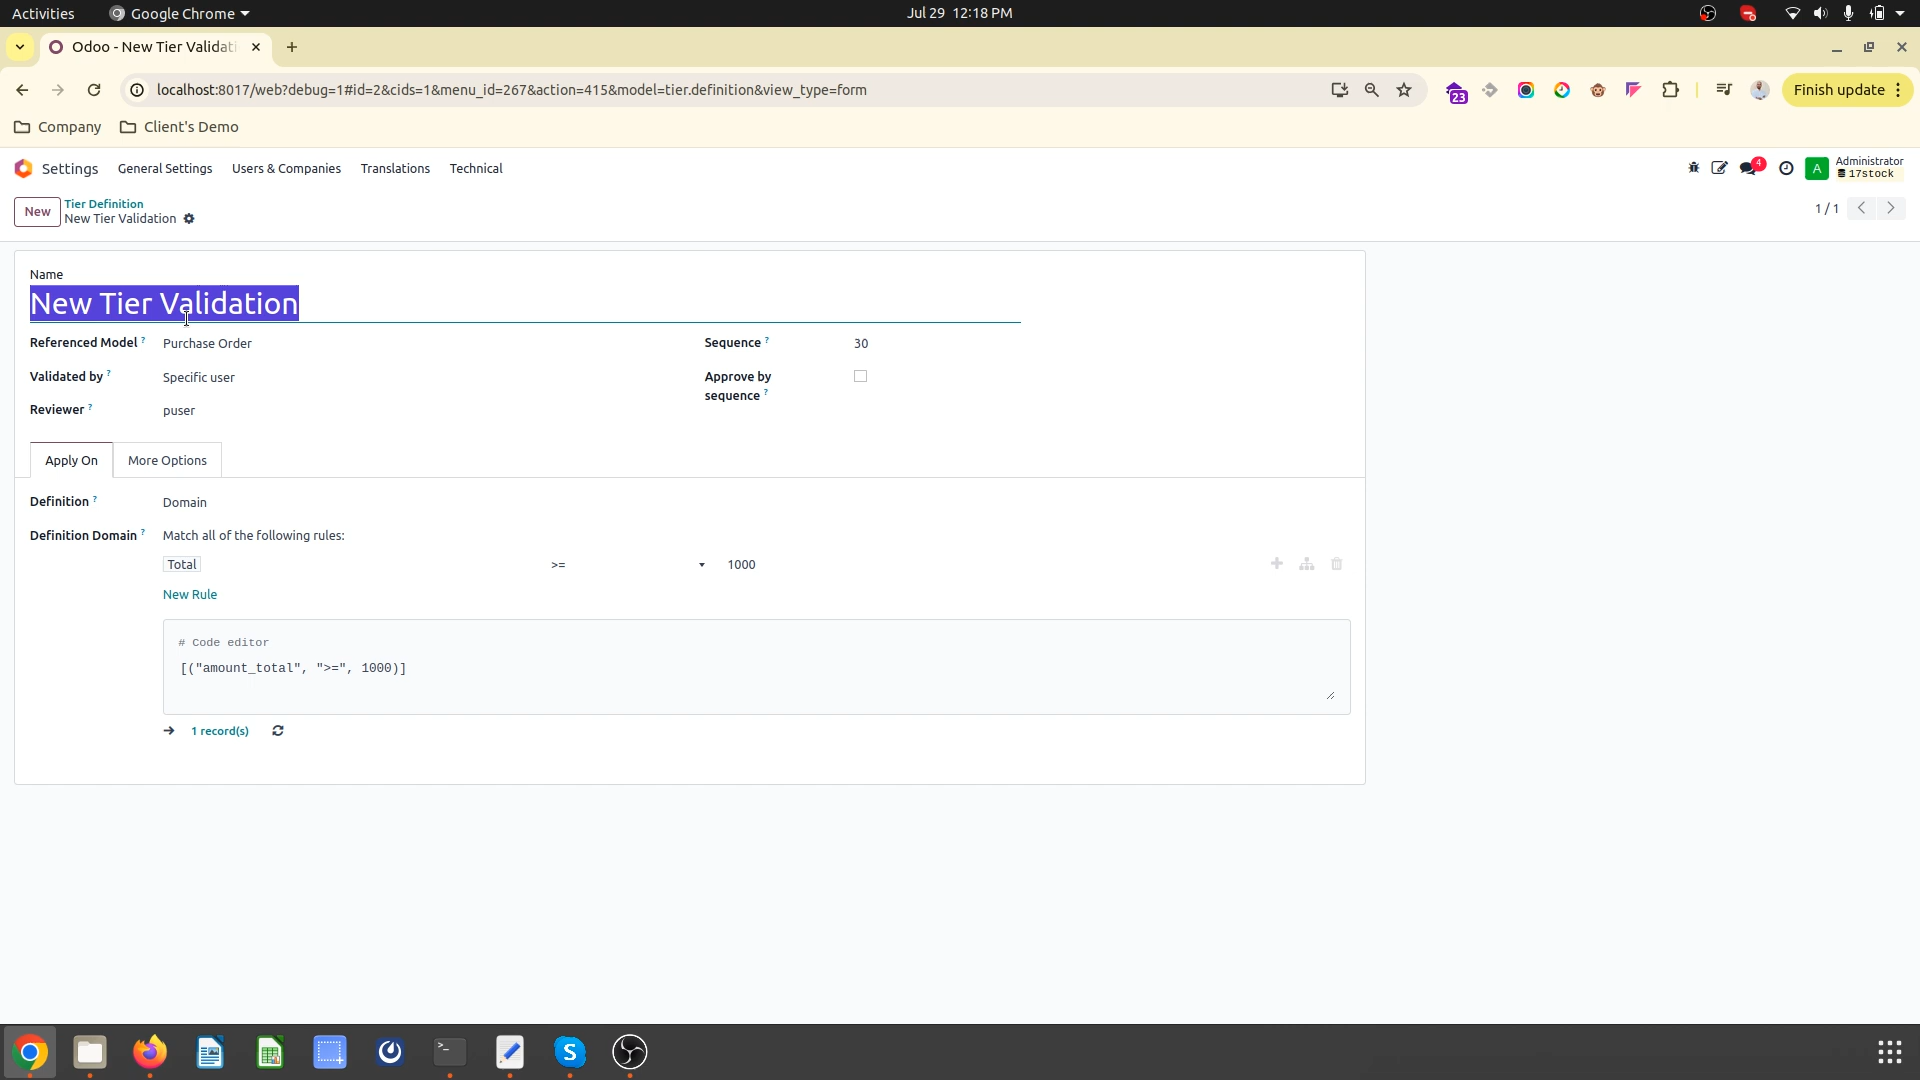 Activities
Google Chrome
Jul 29 12:18 PM
Odoo - New Tier Validati
localhost:8017/web?debug=1#id=2&cids=1&menu_id=267&action=415&model=tier.definition&view_type=form
23
Finish update
Company
Client's Demo
Settings
General Settings
Users & Companies
Translations
Technical
4
A
Administrator
17stock
New
Tier Definition
New Tier Validation
1 / 1
Name
New Tier Validation
Referenced Model ?
Purchase Order
Sequence ?
30
Validated by ?
Specific user
Approve by
sequence ?
Reviewer ?
puser
Apply On
More Options
Definition ?
Domain
Definition Domain ?
Match all of the following rules:
Total
>=
1000
New Rule
# Code editor
[("amount_total", ">=", 1000)]
1 record(s)